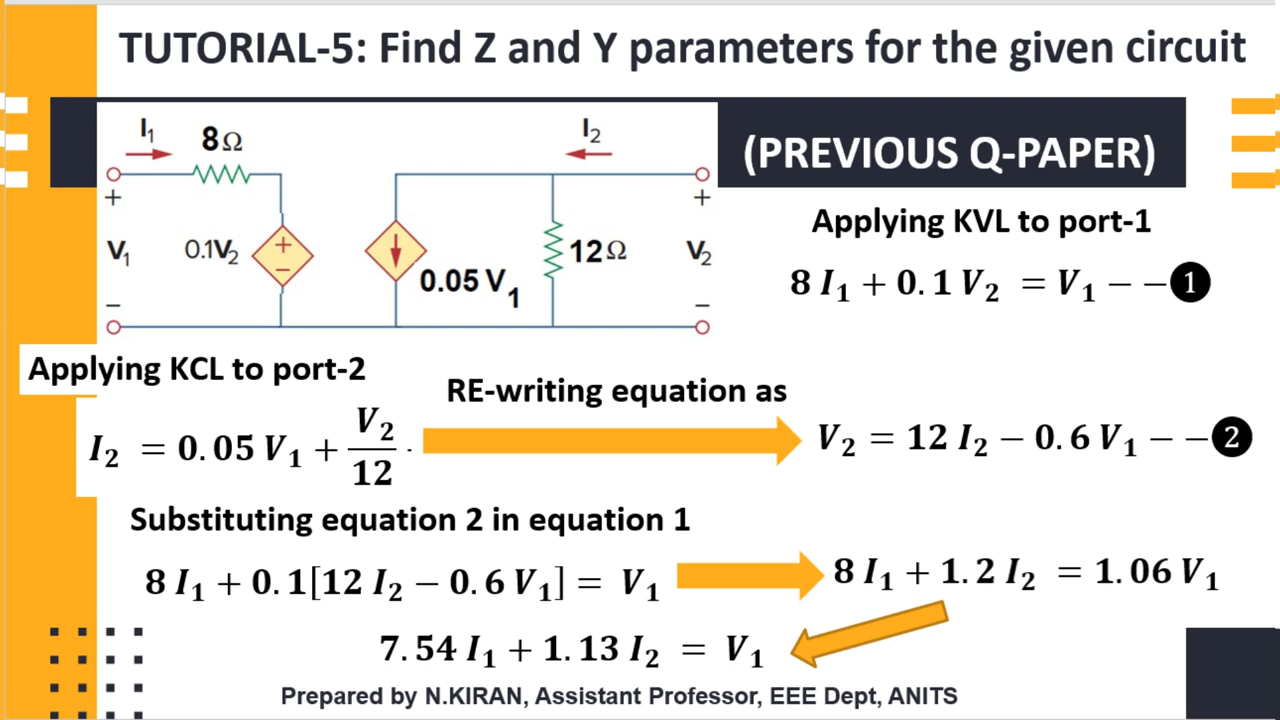 TUTORIAL-5: Find Z and Y parameters for the given circuit
(PREVIOUS Q-PAPER)
I₁
8Ω
I₂
+
+
V₁
0.1V₂
+
−
0.05 V₁
12Ω
V₂
−
−
Applying KVL to port-1
8 I₁ + 0.1 V₂ = V₁ − −❶
Applying KCL to port-2
I₂ = 0.05 V₁ + V₂/12 .
RE-writing equation as
V₂ = 12 I₂ − 0.6 V₁ − −❷
Substituting equation 2 in equation 1
8 I₁ + 0.1[12 I₂ − 0.6 V₁] = V₁
8 I₁ + 1.2 I₂ = 1.06 V₁
7.54 I₁ + 1.13 I₂ = V₁
Prepared by N.KIRAN, Assistant Professor, EEE Dept, ANITS